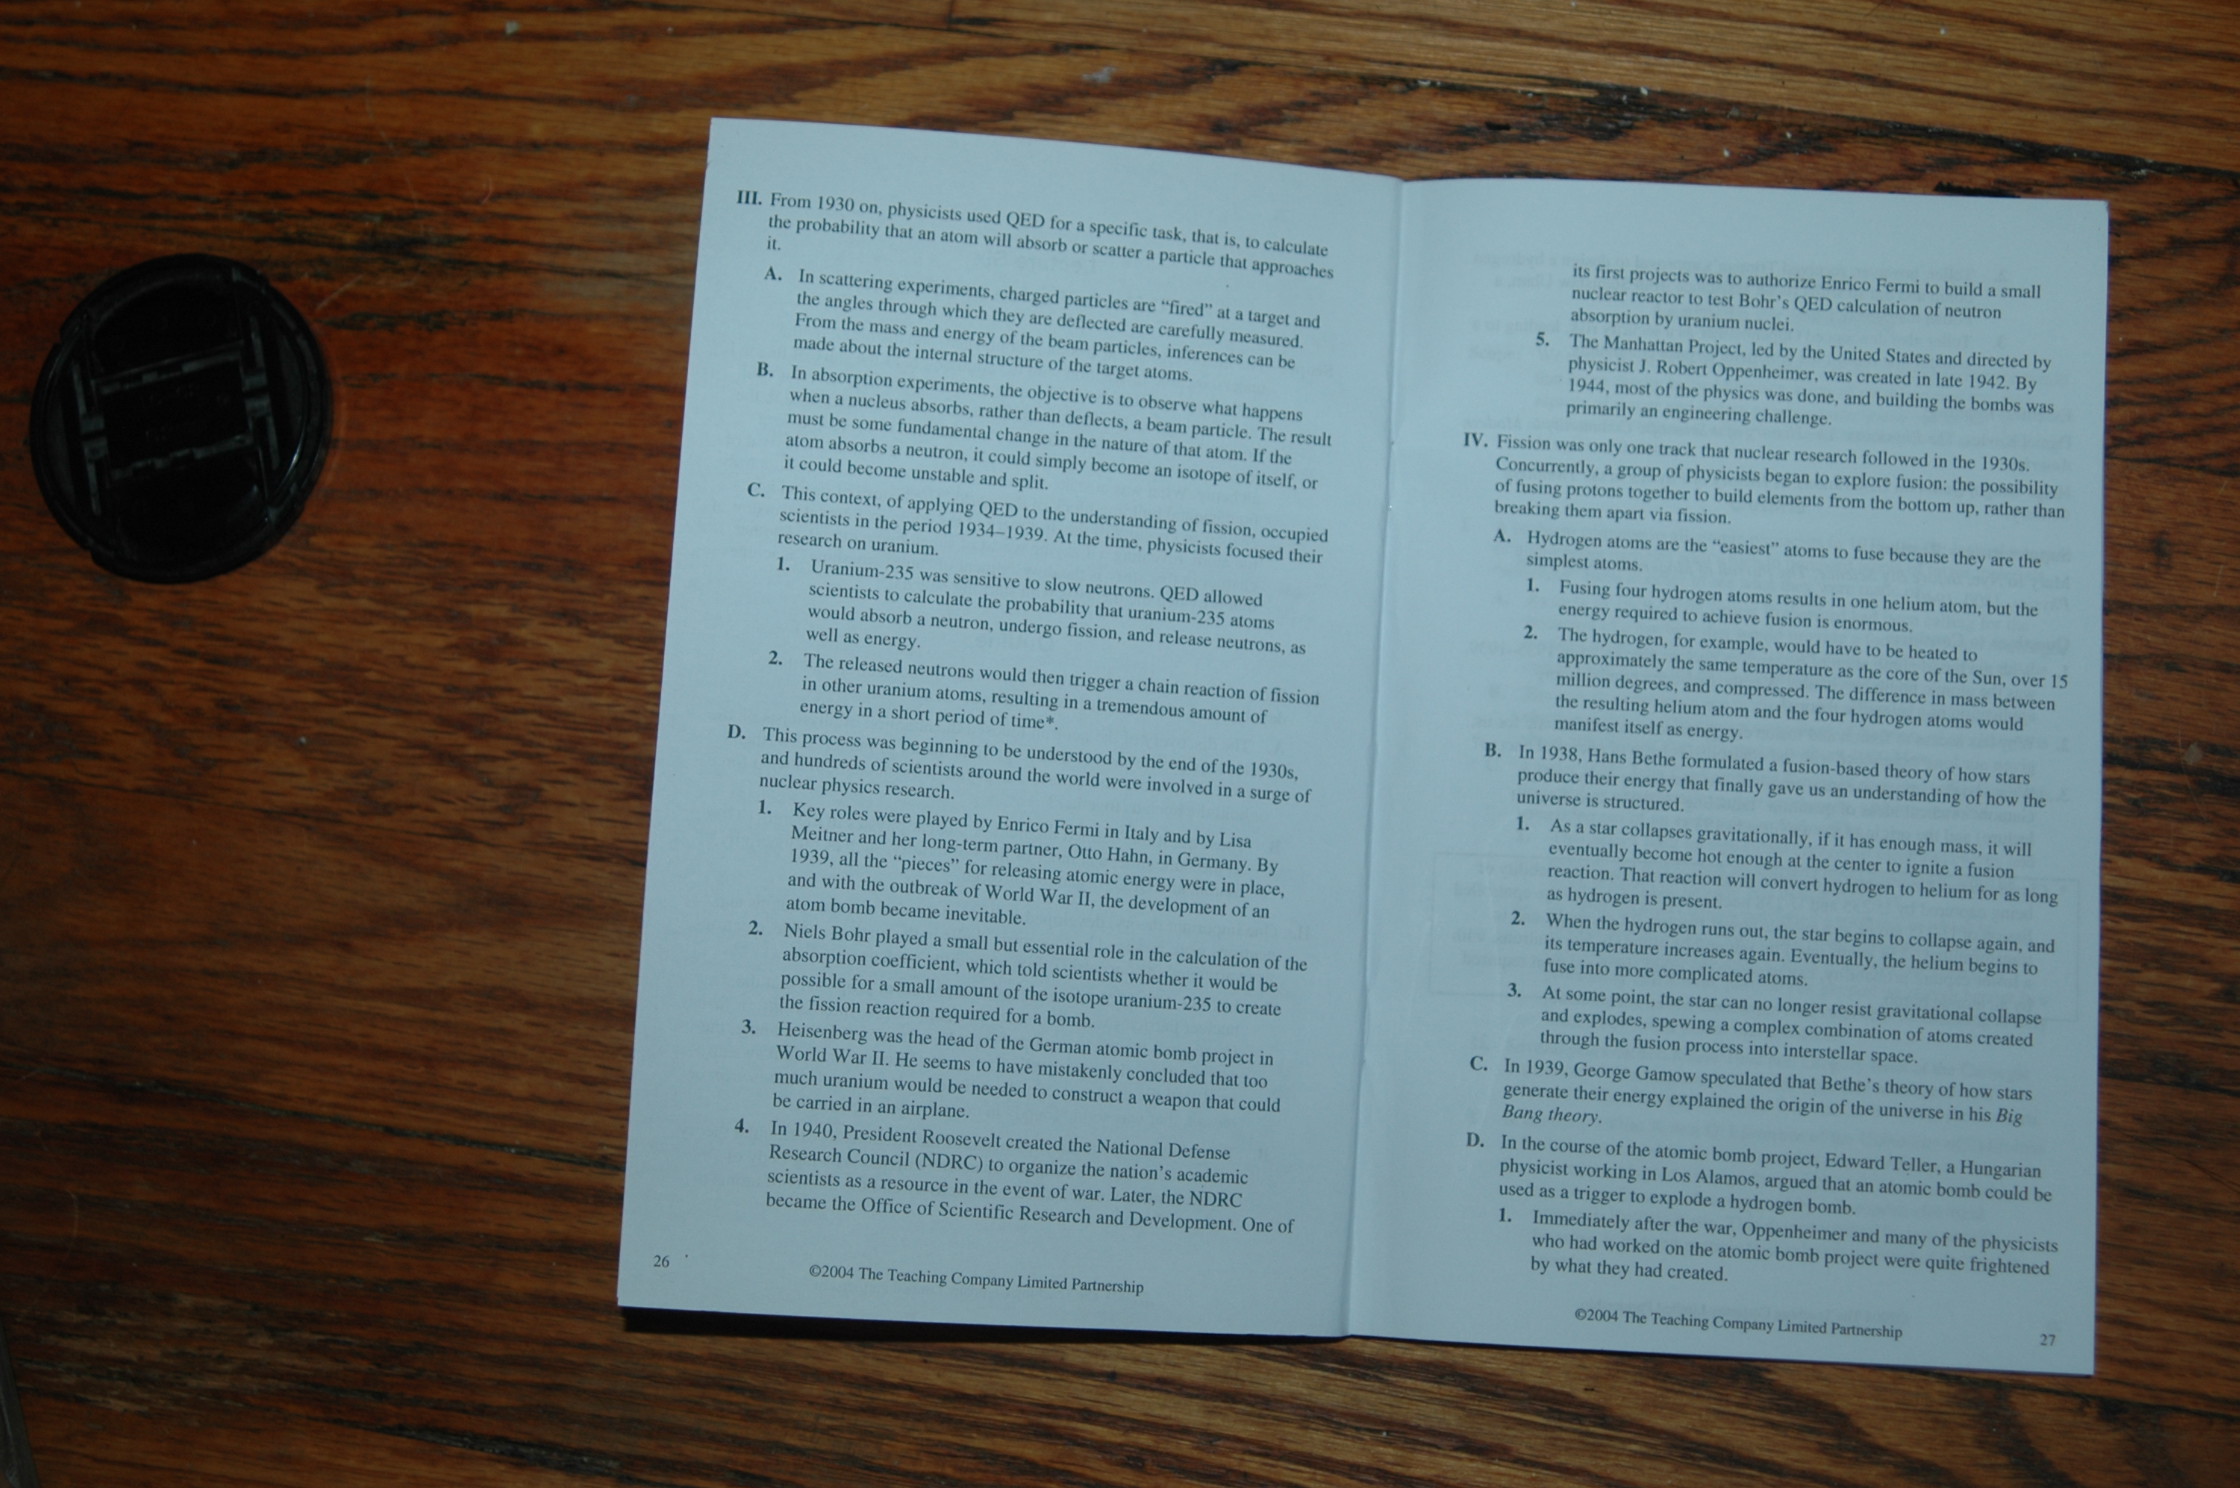 III. From 1930 on, physicists used QED for a specific task, that is, to calculate
the probability that an atom will absorb or scatter a particle that approaches
it.
A. In scattering experiments, charged particles are “fired” at a target and
the angles through which they are deflected are carefully measured.
From the mass and energy of the beam particles, inferences can be
made about the internal structure of the target atoms.
B. In absorption experiments, the objective is to observe what happens
when a nucleus absorbs, rather than deflects, a beam particle. The result
must be some fundamental change in the nature of that atom. If the
atom absorbs a neutron, it could simply become an isotope of itself, or
it could become unstable and split.
C. This context, of applying QED to the understanding of fission, occupied
scientists in the period 1934–1939. At the time, physicists focused their
research on uranium.
1. Uranium-235 was sensitive to slow neutrons. QED allowed
scientists to calculate the probability that uranium-235 atoms
would absorb a neutron, undergo fission, and release neutrons, as
well as energy.
2. The released neutrons would then trigger a chain reaction of fission
in other uranium atoms, resulting in a tremendous amount of
energy in a short period of time*.
D. This process was beginning to be understood by the end of the 1930s,
and hundreds of scientists around the world were involved in a surge of
nuclear physics research.
1. Key roles were played by Enrico Fermi in Italy and by Lisa
Meitner and her long-term partner, Otto Hahn, in Germany. By
1939, all the “pieces” for releasing atomic energy were in place,
and with the outbreak of World War II, the development of an
atom bomb became inevitable.
2. Niels Bohr played a small but essential role in the calculation of the
absorption coefficient, which told scientists whether it would be
possible for a small amount of the isotope uranium-235 to create
the fission reaction required for a bomb.
3. Heisenberg was the head of the German atomic bomb project in
World War II. He seems to have mistakenly concluded that too
much uranium would be needed to construct a weapon that could
be carried in an airplane.
4. In 1940, President Roosevelt created the National Defense
Research Council (NDRC) to organize the nation’s academic
scientists as a resource in the event of war. Later, the NDRC
became the Office of Scientific Research and Development. One of
26
©2004 The Teaching Company Limited Partnership
its first projects was to authorize Enrico Fermi to build a small
nuclear reactor to test Bohr’s QED calculation of neutron
absorption by uranium nuclei.
5. The Manhattan Project, led by the United States and directed by
physicist J. Robert Oppenheimer, was created in late 1942. By
1944, most of the physics was done, and building the bombs was
primarily an engineering challenge.
IV. Fission was only one track that nuclear research followed in the 1930s.
Concurrently, a group of physicists began to explore fusion: the possibility
of fusing protons together to build elements from the bottom up, rather than
breaking them apart via fission.
A. Hydrogen atoms are the “easiest” atoms to fuse because they are the
simplest atoms.
1. Fusing four hydrogen atoms results in one helium atom, but the
energy required to achieve fusion is enormous.
2. The hydrogen, for example, would have to be heated to
approximately the same temperature as the core of the Sun, over 15
million degrees, and compressed. The difference in mass between
the resulting helium atom and the four hydrogen atoms would
manifest itself as energy.
B. In 1938, Hans Bethe formulated a fusion-based theory of how stars
produce their energy that finally gave us an understanding of how the
universe is structured.
1. As a star collapses gravitationally, if it has enough mass, it will
eventually become hot enough at the center to ignite a fusion
reaction. That reaction will convert hydrogen to helium for as long
as hydrogen is present.
2. When the hydrogen runs out, the star begins to collapse again, and
its temperature increases again. Eventually, the helium begins to
fuse into more complicated atoms.
3. At some point, the star can no longer resist gravitational collapse
and explodes, spewing a complex combination of atoms created
through the fusion process into interstellar space.
C. In 1939, George Gamow speculated that Bethe’s theory of how stars
generate their energy explained the origin of the universe in his Big
Bang theory.
D. In the course of the atomic bomb project, Edward Teller, a Hungarian
physicist working in Los Alamos, argued that an atomic bomb could be
used as a trigger to explode a hydrogen bomb.
1. Immediately after the war, Oppenheimer and many of the physicists
who had worked on the atomic bomb project were quite frightened
by what they had created.
©2004 The Teaching Company Limited Partnership
27